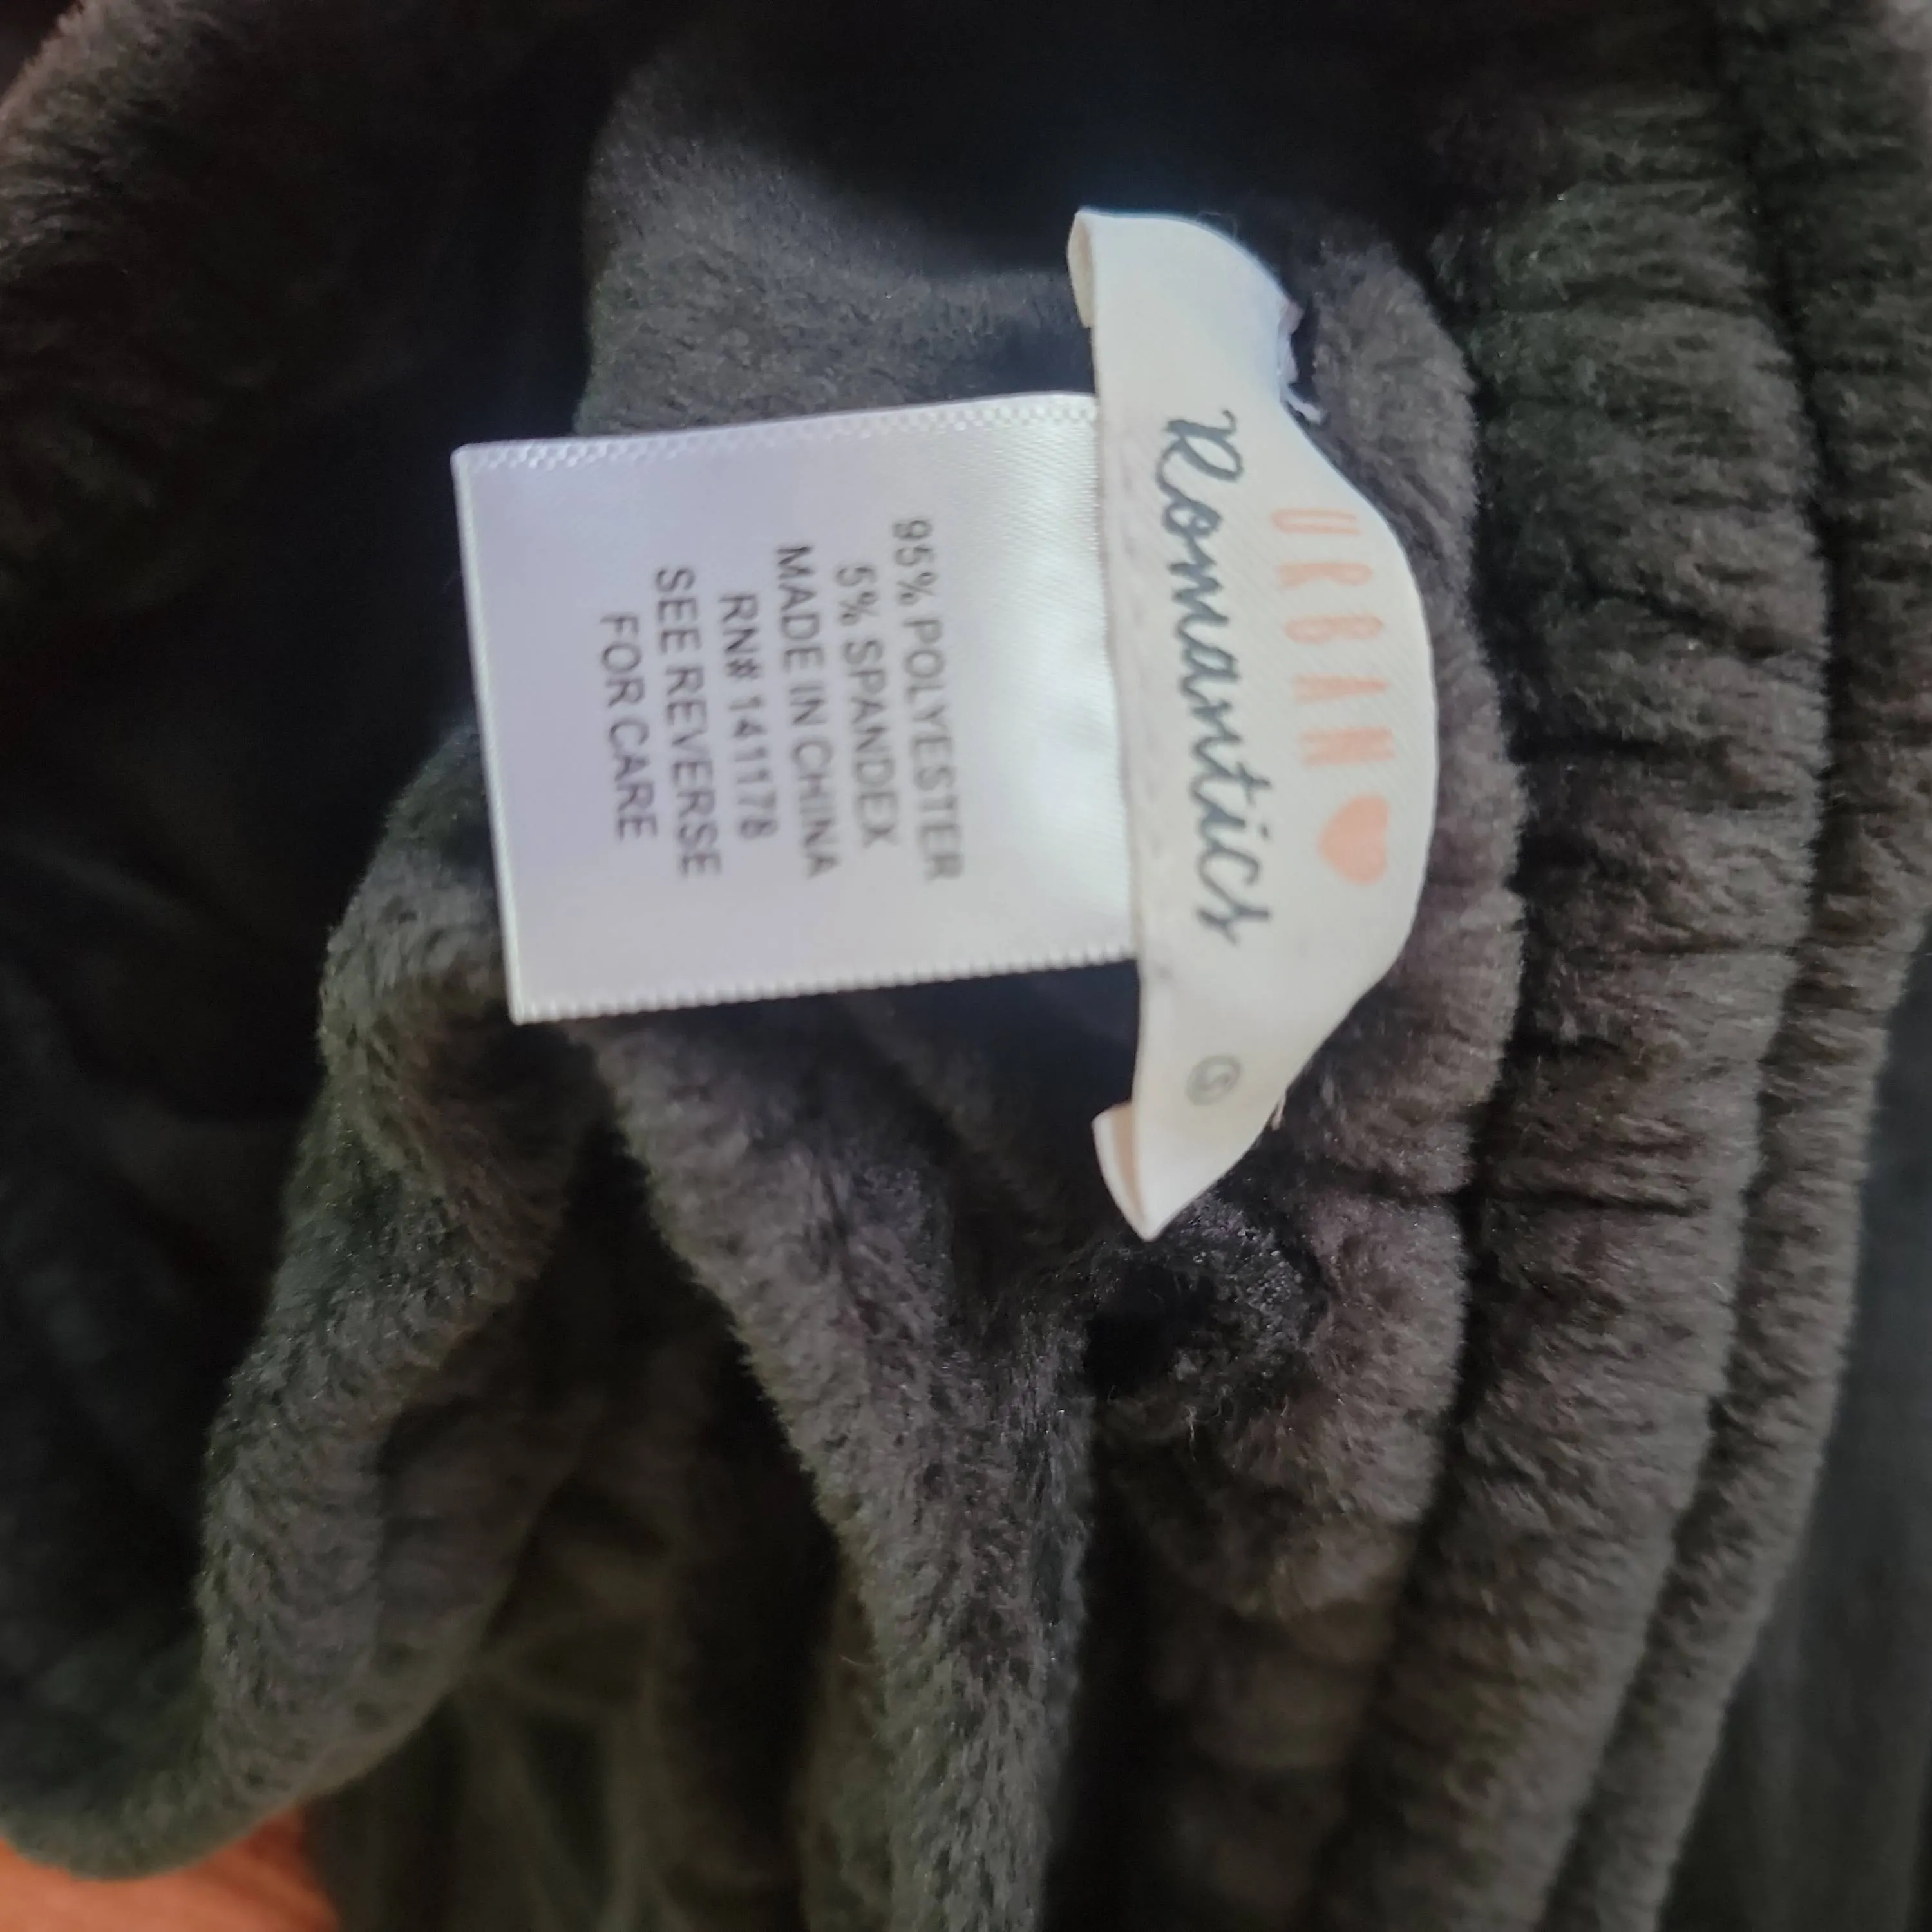 URBAN
Romantics
S
95% POLYESTER
5% SPANDEX
MADE IN CHINA
RN# 141178
SEE REVERSE
FOR CARE